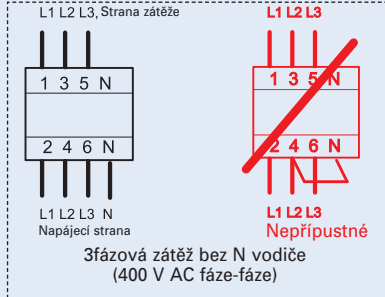 L1 L2 L3, Strana zátěže
1 3 5 N
2 4 6 N
L1 L2 L3 N
Napájecí strana
L1 L2 L3
1 3 5 N
2 4 6 N
L1 L2 L3
Nepřípustné
3fázová zátěž bez N vodiče
(400 V AC fáze-fáze)